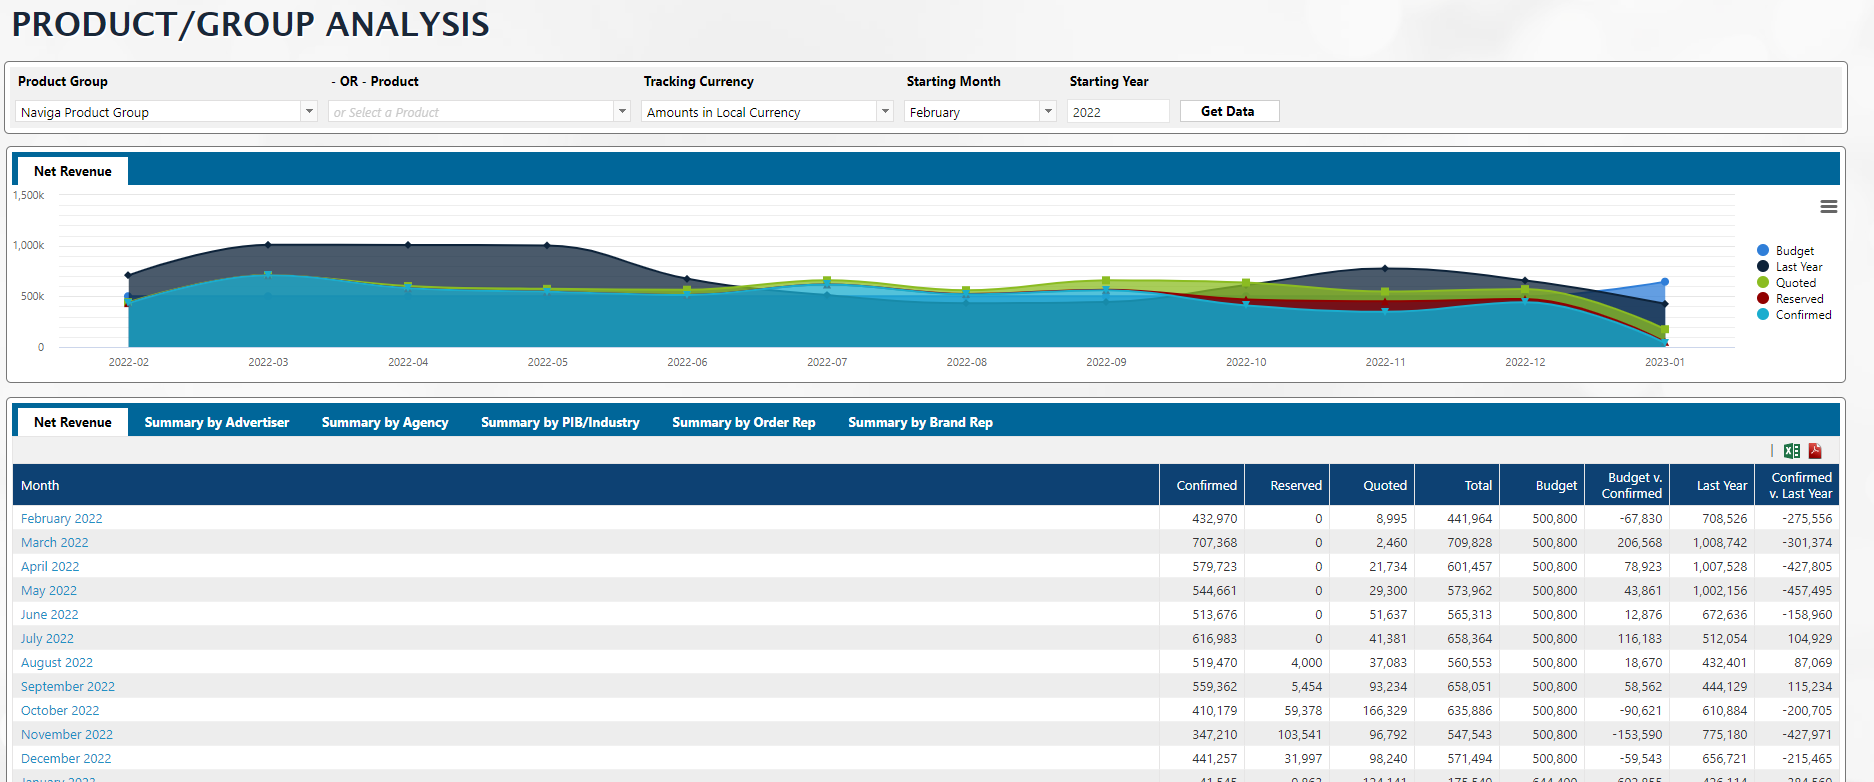 PRODUCT/GROUP ANALYSIS
Product Group - OR - Product Tracking Currency Starting Month Starting Year
Naviga Product Group or Select a Product Amounts in Local Currency February 2022 Get Data
Net Revenue
1,500k
1,000k
500k
0
2022-02 2022-03 2022-04 2022-05 2022-06 2022-07 2022-08 2022-09 2022-10 2022-11 2022-12 2023-01
Budget
Last Year
Quoted
Reserved
Confirmed
Net Revenue Summary by Advertiser Summary by Agency Summary by PIB/Industry Summary by Order Rep Summary by Brand Rep
Month Confirmed Reserved Quoted Total Budget Budget v. Confirmed Last Year Confirmed v. Last Year
February 2022 432,970 0 8,995 441,964 500,800 -67,830 708,526 -275,556
March 2022 707,368 0 2,460 709,828 500,800 206,568 1,008,742 -301,374
April 2022 579,723 0 21,734 601,457 500,800 78,923 1,007,528 -427,805
May 2022 544,661 0 29,300 573,962 500,800 43,861 1,002,156 -457,495
June 2022 513,676 0 51,637 565,313 500,800 12,876 672,636 -158,960
July 2022 616,983 0 41,381 658,364 500,800 116,183 512,054 104,929
August 2022 519,470 4,000 37,083 560,553 500,800 18,670 432,401 87,069
September 2022 559,362 5,454 93,234 658,051 500,800 58,562 444,129 115,234
October 2022 410,179 59,378 166,329 635,886 500,800 -90,621 610,884 -200,705
November 2022 347,210 103,541 96,792 547,543 500,800 -153,590 775,180 -427,971
December 2022 441,257 31,997 98,240 571,494 500,800 -59,543 656,721 -215,465
January 2023